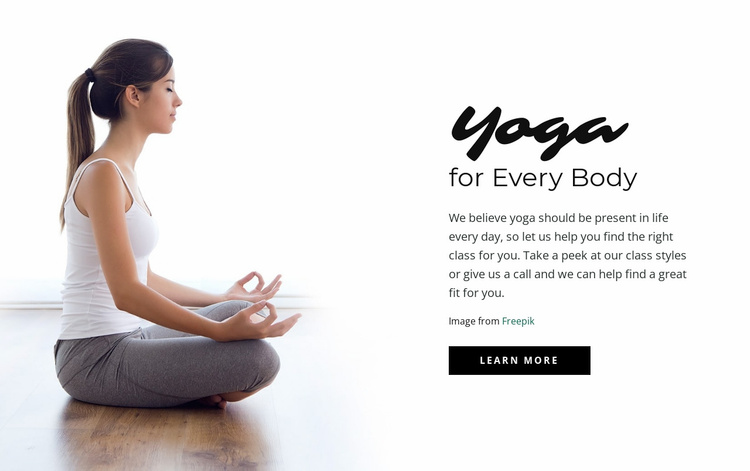 Yoga
for Every Body
We believe yoga should be present in life
every day, so let us help you find the right
class for you. Take a peek at our class styles
or give us a call and we can help find a great
fit for you.
Image from Freepik
LEARN MORE